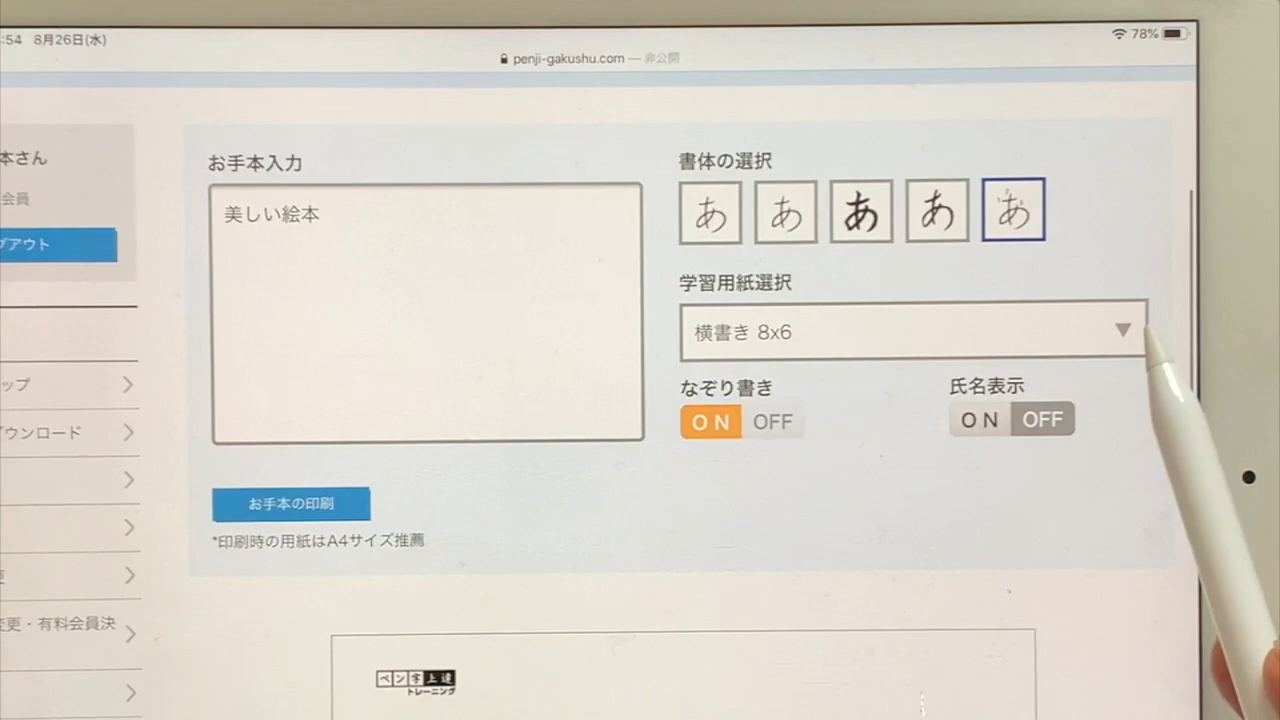 :54 8月26日(水)
78%
penji-gakushu.com — 非公開
本さん
会員
グアウト
ップ
ウンロード
更
変更・有料会員決
お手本入力
美しい絵本
お手本の印刷
*印刷時の用紙はA4サイズ推薦
書体の選択
あ あ あ あ あ
学習用紙選択
横書き 8x6
▼
なぞり書き
ON OFF
氏名表示
ON OFF
ペン字上達
トレーニング